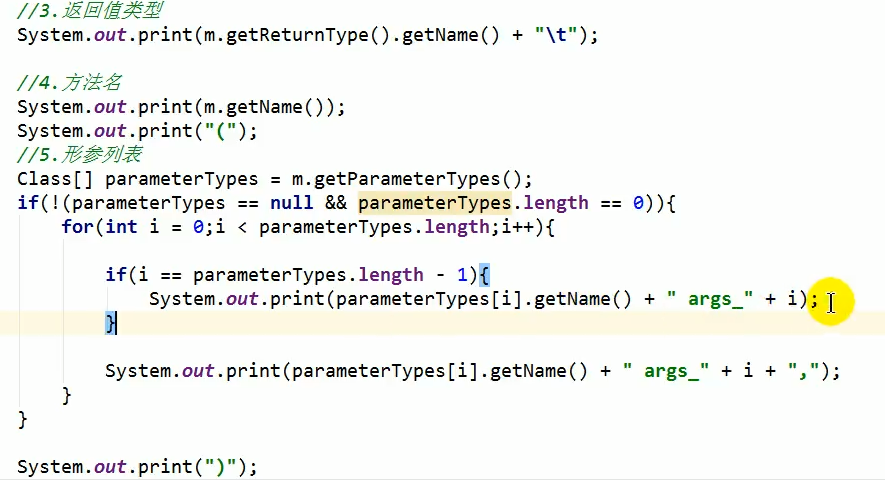 //3.返回值类型
System.out.print(m.getReturnType().getName() + "\t");
//4.方法名
System.out.print(m.getName());
System.out.print("(");
//5.形参列表
Class[] parameterTypes = m.getParameterTypes();
if(!(parameterTypes == null && parameterTypes.length == 0)){
for(int i = 0;i < parameterTypes.length;i++){
if(i == parameterTypes.length - 1){
System.out.print(parameterTypes[i].getName() + " args_" + i);
}
System.out.print(parameterTypes[i].getName() + " args_" + i + ",");
}
}
System.out.print(")");